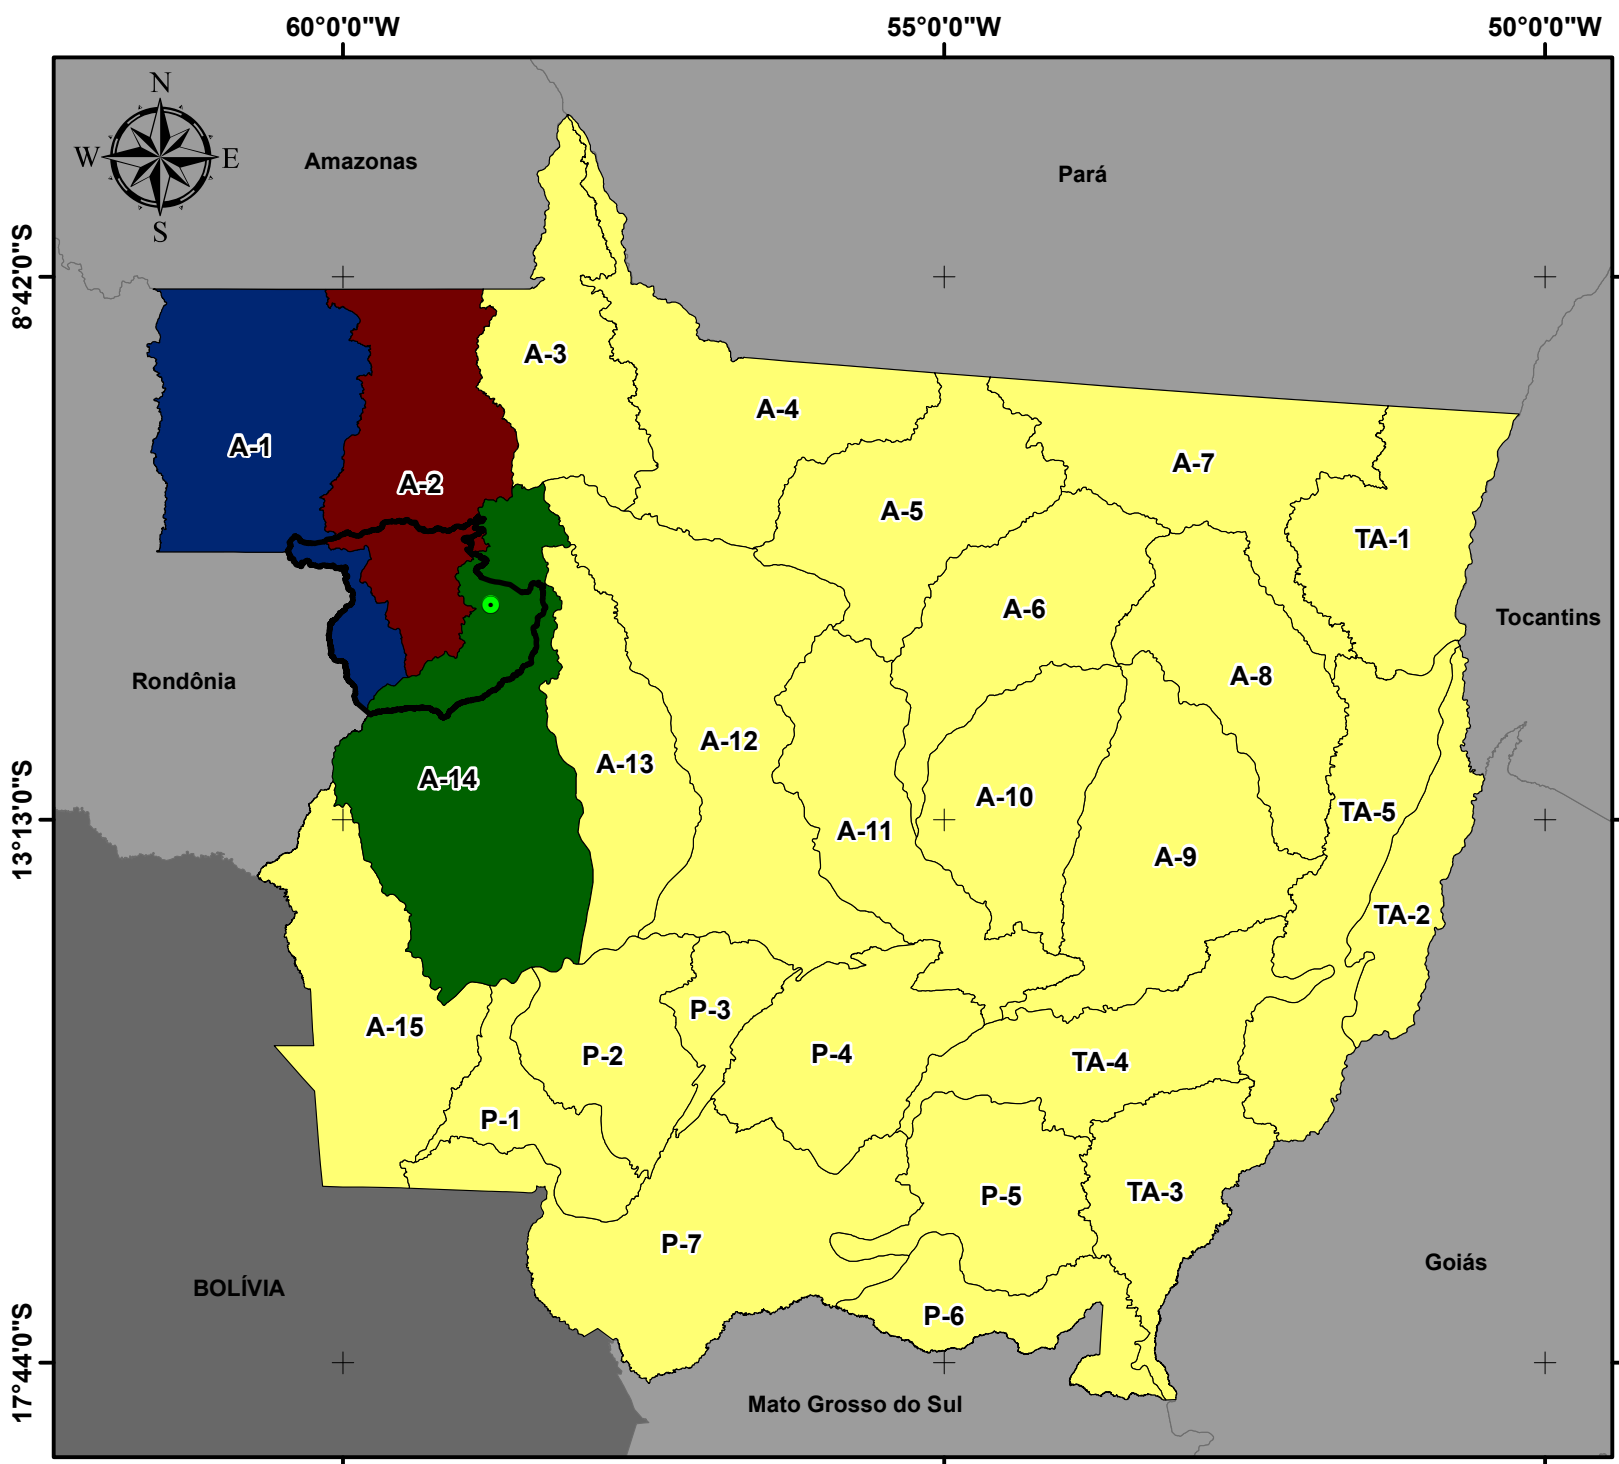 60°0'0"W
55°0'0"W
50°0'0"W
N
W
E
S
Amazonas
Pará
8°42'0"S
A-3
A-4
A-1
A-7
A-2
A-5
TA-1
A-6
Tocantins
Rondônia
A-8
A-12
A-13
A-14
A-10
TA-5
13°13'0"S
A-11
A-9
TA-2
P-3
A-15
P-2
P-4
TA-4
P-1
P-5
TA-3
P-7
Goiás
BOLÍVIA
P-6
17°44'0"S
Mato Grosso do Sul